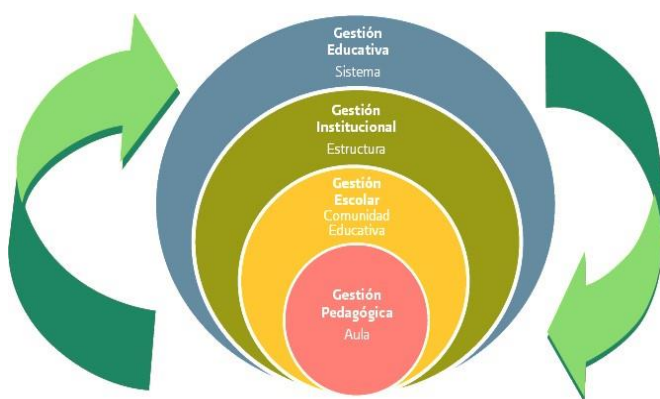 Gestión
Educativa
Sistema
Gestión
Institucional
Estructura
Gestión
Escolar
Comunidad
Educativa
Gestión
Pedagógica
Aula